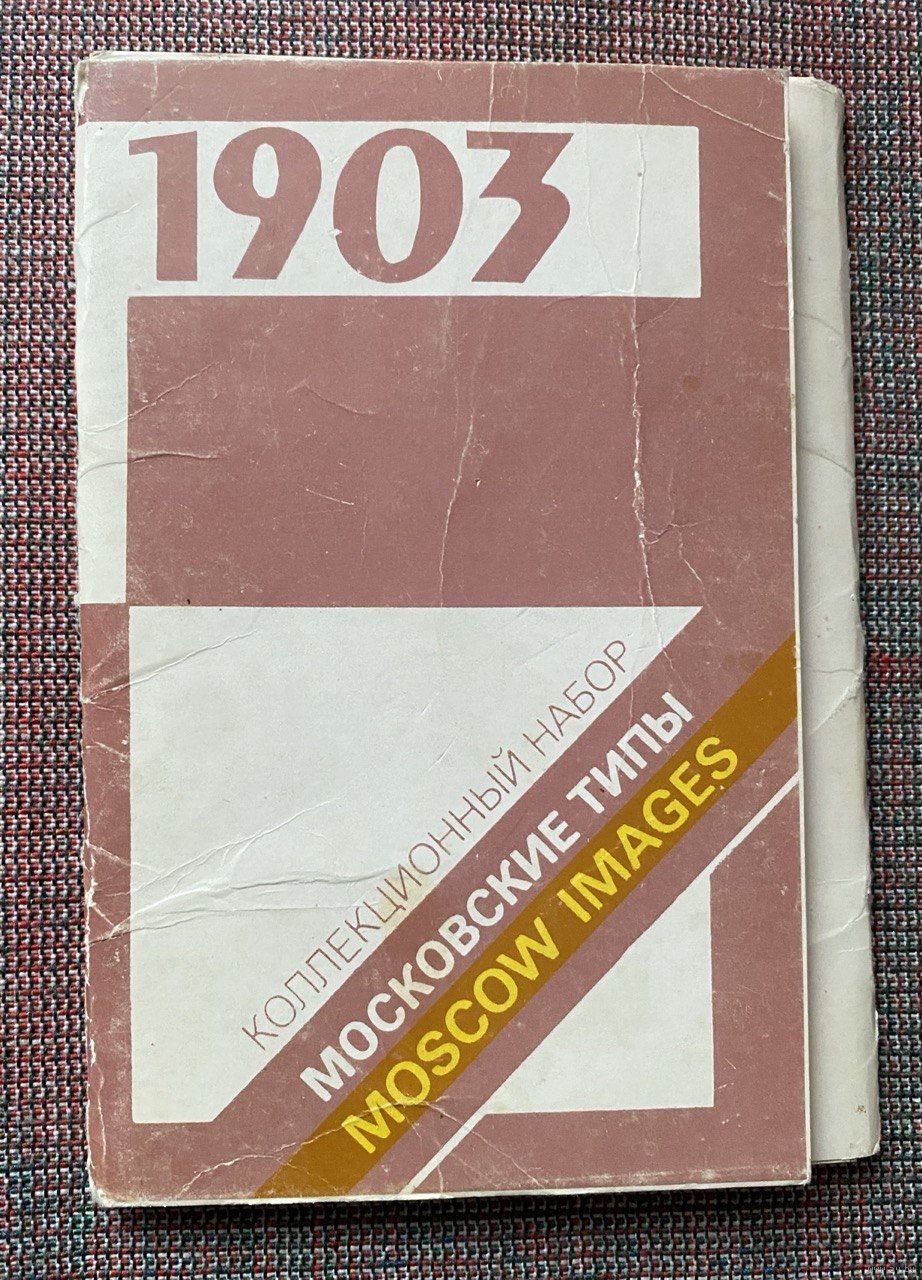 1903
КОЛЛЕКЦИОННЫЙ НАБОР
МОСКОВСКИЕ ТИПЫ
MOSCOW IMAGES